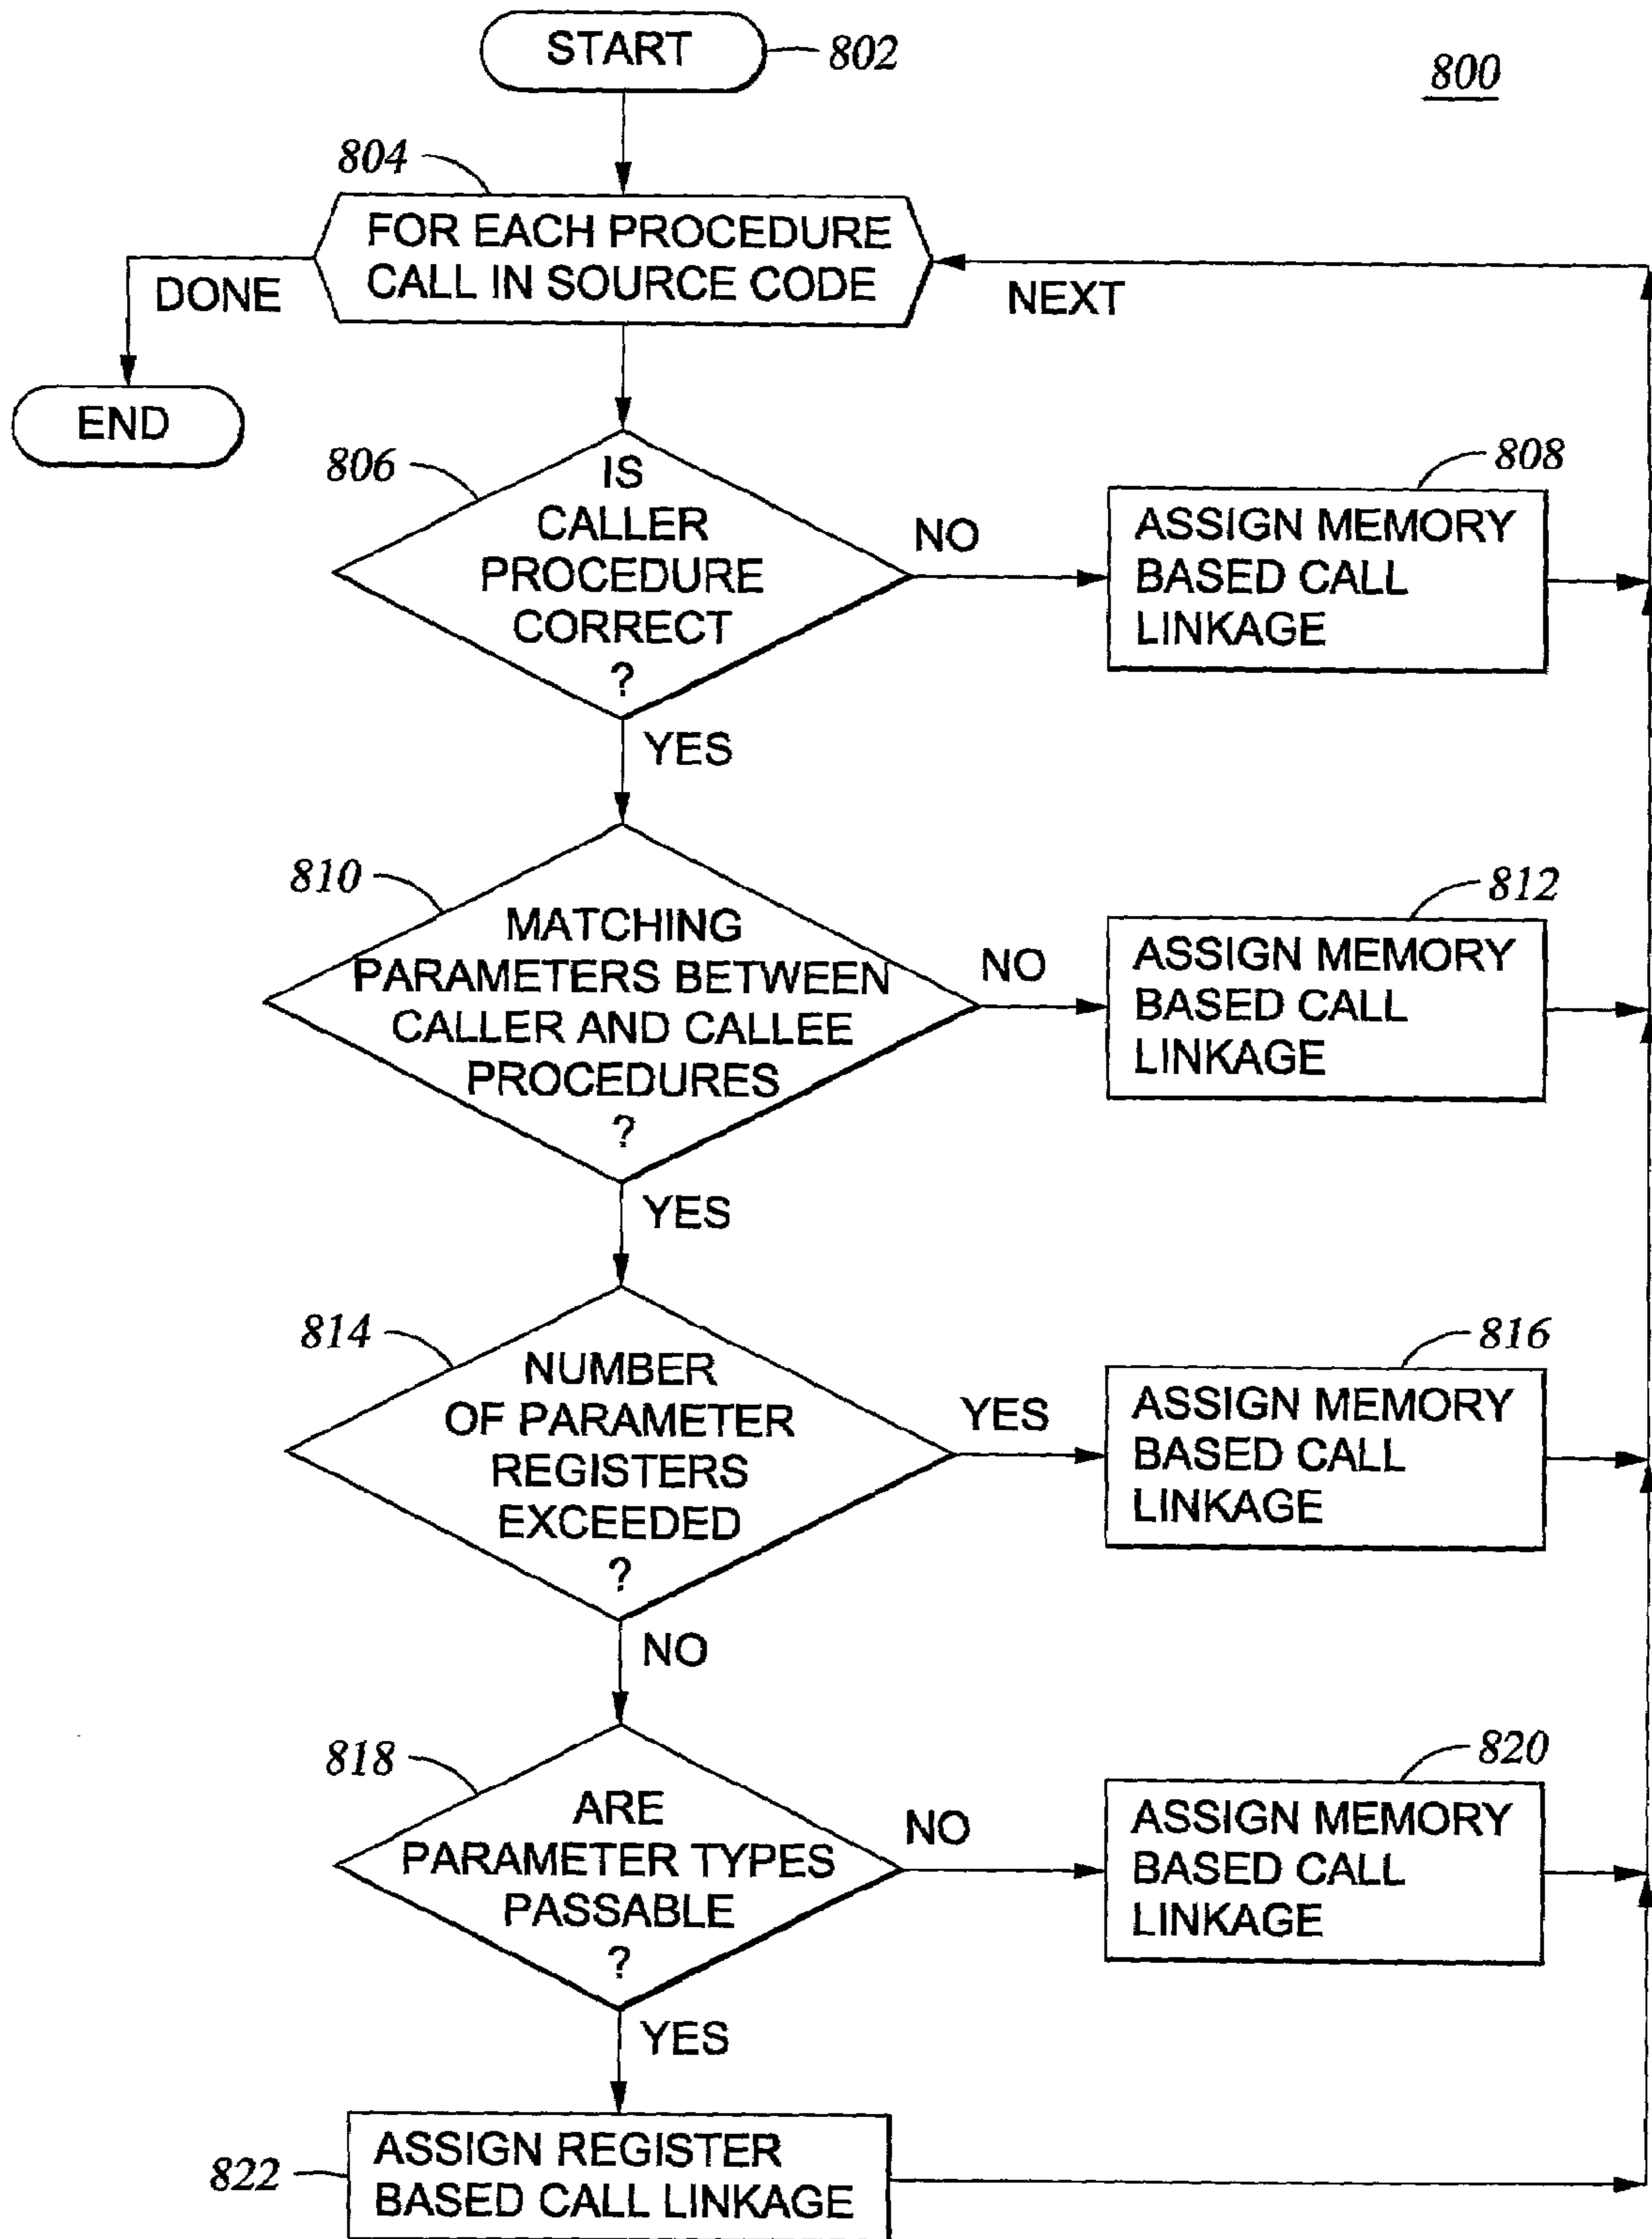 START
802
800
804
FOR EACH PROCEDURE
CALL IN SOURCE CODE
DONE
NEXT
END
806
IS
CALLER
PROCEDURE
CORRECT
?
NO
808
ASSIGN MEMORY
BASED CALL
LINKAGE
YES
810
MATCHING
PARAMETERS BETWEEN
CALLER AND CALLEE
PROCEDURES
?
NO
812
ASSIGN MEMORY
BASED CALL
LINKAGE
YES
814
NUMBER
OF PARAMETER
REGISTERS
EXCEEDED
?
YES
816
ASSIGN MEMORY
BASED CALL
LINKAGE
NO
818
ARE
PARAMETER TYPES
PASSABLE
?
NO
820
ASSIGN MEMORY
BASED CALL
LINKAGE
YES
822
ASSIGN REGISTER
BASED CALL LINKAGE